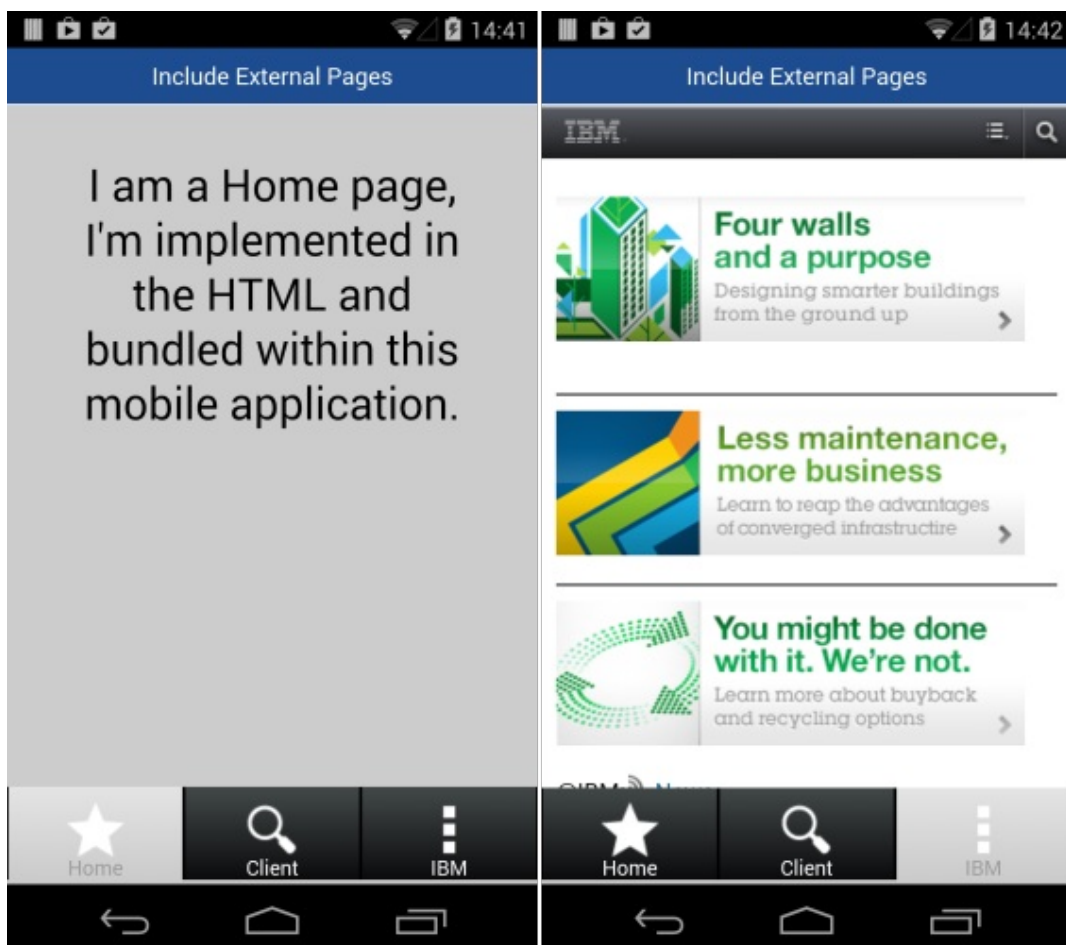 14:41
Include External Pages
I am a Home page,
I'm implemented in
the HTML and
bundled within this
mobile application.
Home
Client
IBM
14:42
Include External Pages
IBM
Four walls
and a purpose
Designing smarter buildings
from the ground up
Less maintenance,
more business
Learn to reap the advantages
of converged infrastructire
You might be done
with it. We're not.
Learn more about buyback
and recycling options
Home
Client
IBM